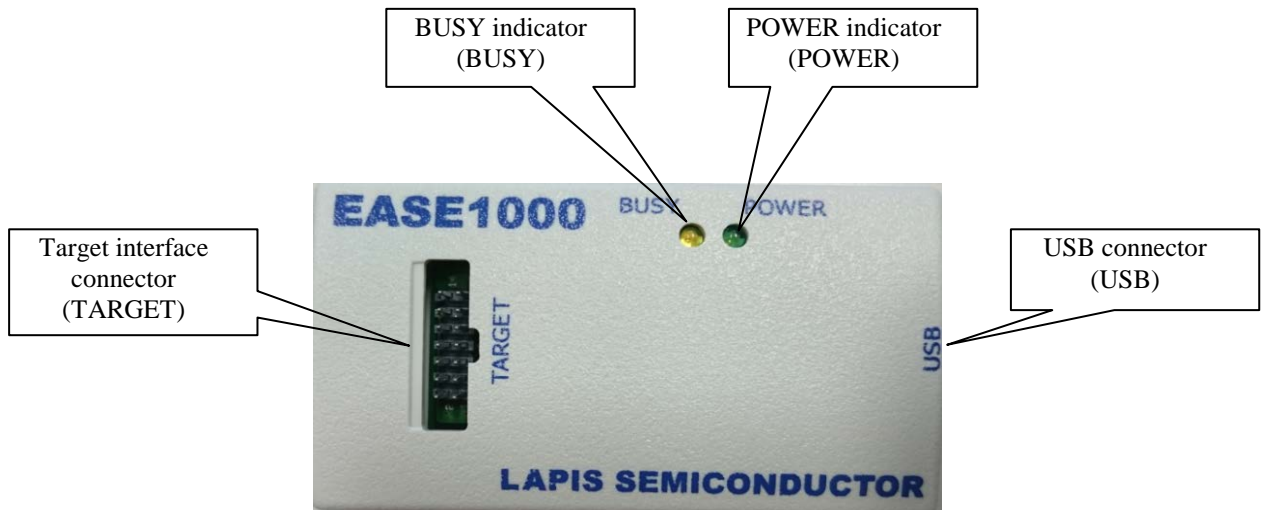 BUSY indicator
(BUSY)
POWER indicator
(POWER)
EASE1000
BUSY
POWER
Target interface
connector
(TARGET)
TARGET
USB connector
(USB)
USB
LAPIS SEMICONDUCTOR